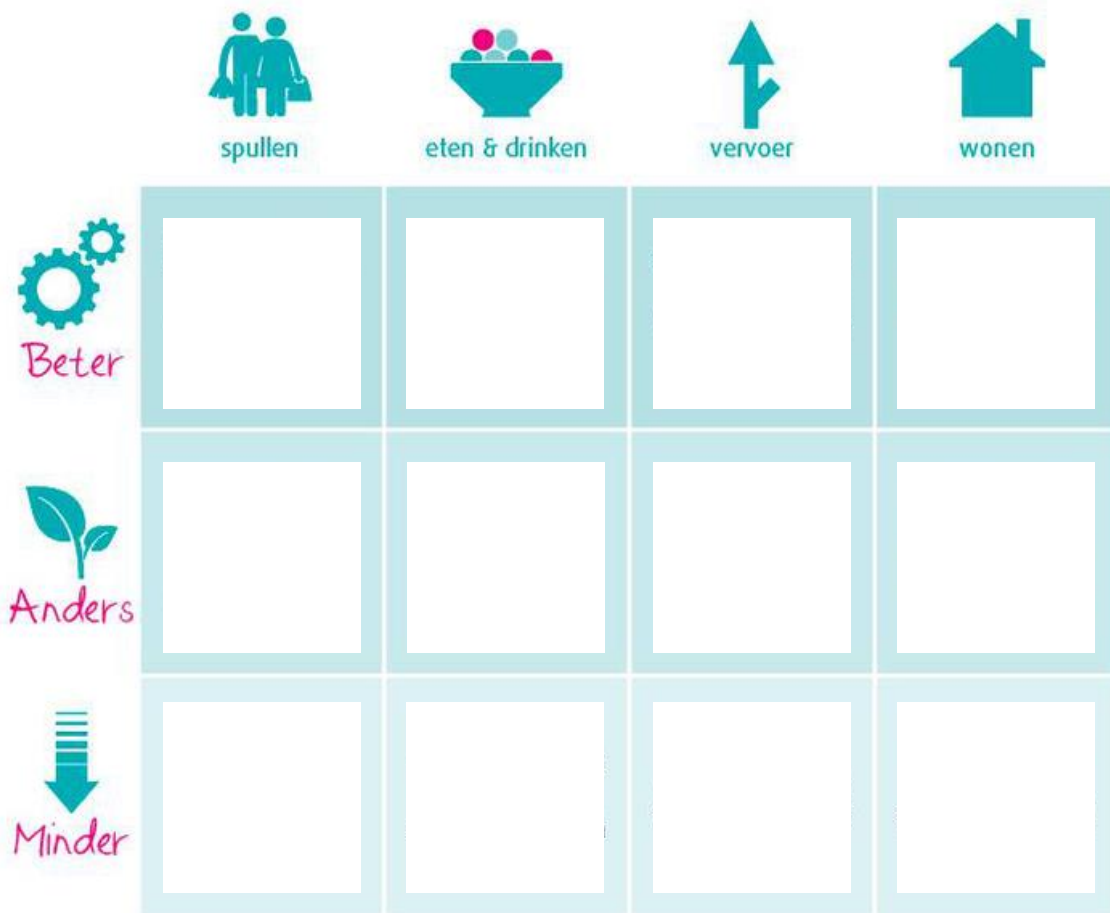 spullen
eten & drinken
vervoer
wonen
Beter
Anders
Minder